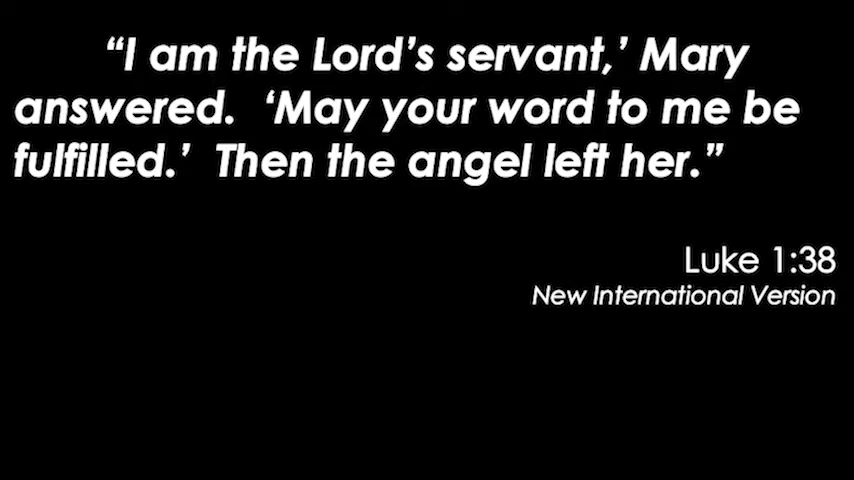 “I am the Lord’s servant,’ Mary
answered.  ‘May your word to me be
fulfilled.’  Then the angel left her.”
Luke 1:38
New International Version